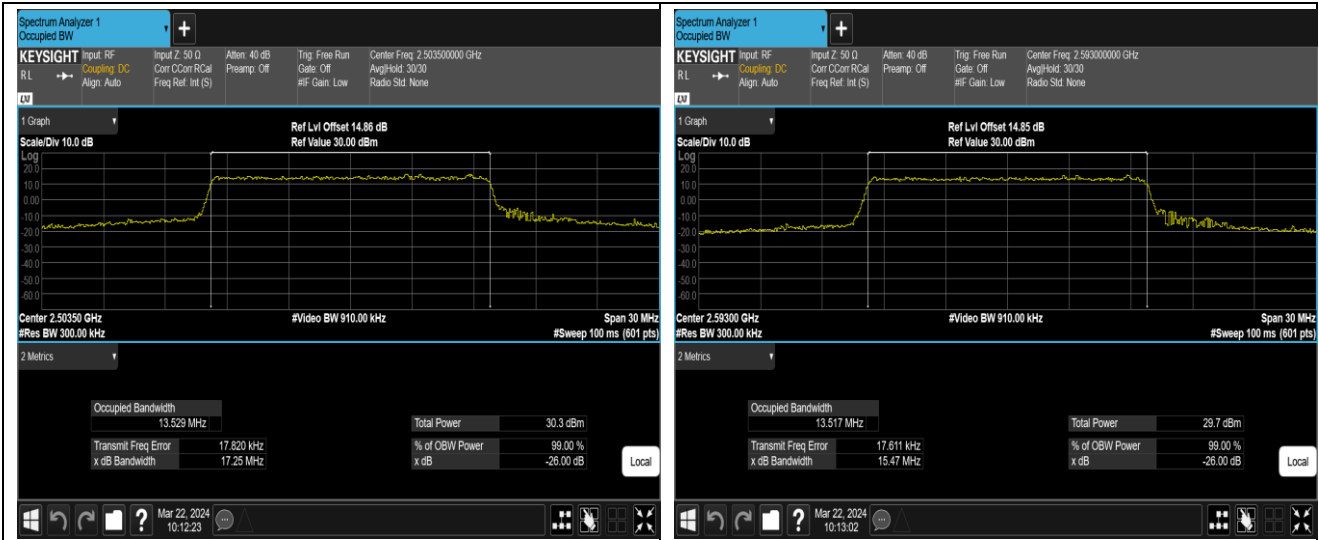 Spectrum Analyzer 1
Occupied BW
+
KEYSIGHT
RL
LXI
Input: RF
Coupling: DC
Align: Auto
Input Z: 50 Ω
Corr CCorr RCal
Freq Ref: Int (S)
Atten: 40 dB
Preamp: Off
Trig: Free Run
Gate: Off
#IF Gain: Low
Center Freq: 2.503500000 GHz
Avg|Hold: 30/30
Radio Std: None
1 Graph
Scale/Div 10.0 dB
Ref Lvl Offset 14.86 dB
Ref Value 30.00 dBm
Log
20.0
10.0
0.00
-10.0
-20.0
-30.0
-40.0
-50.0
-60.0
Center 2.50350 GHz
#Video BW 910.00 kHz
Span 30 MHz
#Res BW 300.00 kHz
#Sweep 100 ms (601 pts)
2 Metrics
Occupied Bandwidth
13.529 MHz
Transmit Freq Error 17.820 kHz
x dB Bandwidth 17.25 MHz
Total Power 30.3 dBm
% of OBW Power 99.00 %
x dB -26.00 dB
Local
?
Mar 22, 2024
10:12:23
Spectrum Analyzer 1
Occupied BW
+
KEYSIGHT
RL
LXI
Input: RF
Coupling: DC
Align: Auto
Input Z: 50 Ω
Corr CCorr RCal
Freq Ref: Int (S)
Atten: 40 dB
Preamp: Off
Trig: Free Run
Gate: Off
#IF Gain: Low
Center Freq: 2.593000000 GHz
Avg|Hold: 30/30
Radio Std: None
1 Graph
Scale/Div 10.0 dB
Ref Lvl Offset 14.85 dB
Ref Value 30.00 dBm
Log
20.0
10.0
0.00
-10.0
-20.0
-30.0
-40.0
-50.0
-60.0
Center 2.59300 GHz
#Video BW 910.00 kHz
Span 30 MHz
#Res BW 300.00 kHz
#Sweep 100 ms (601 pts)
2 Metrics
Occupied Bandwidth
13.517 MHz
Transmit Freq Error 17.611 kHz
x dB Bandwidth 15.47 MHz
Total Power 29.7 dBm
% of OBW Power 99.00 %
x dB -26.00 dB
Local
?
Mar 22, 2024
10:13:02